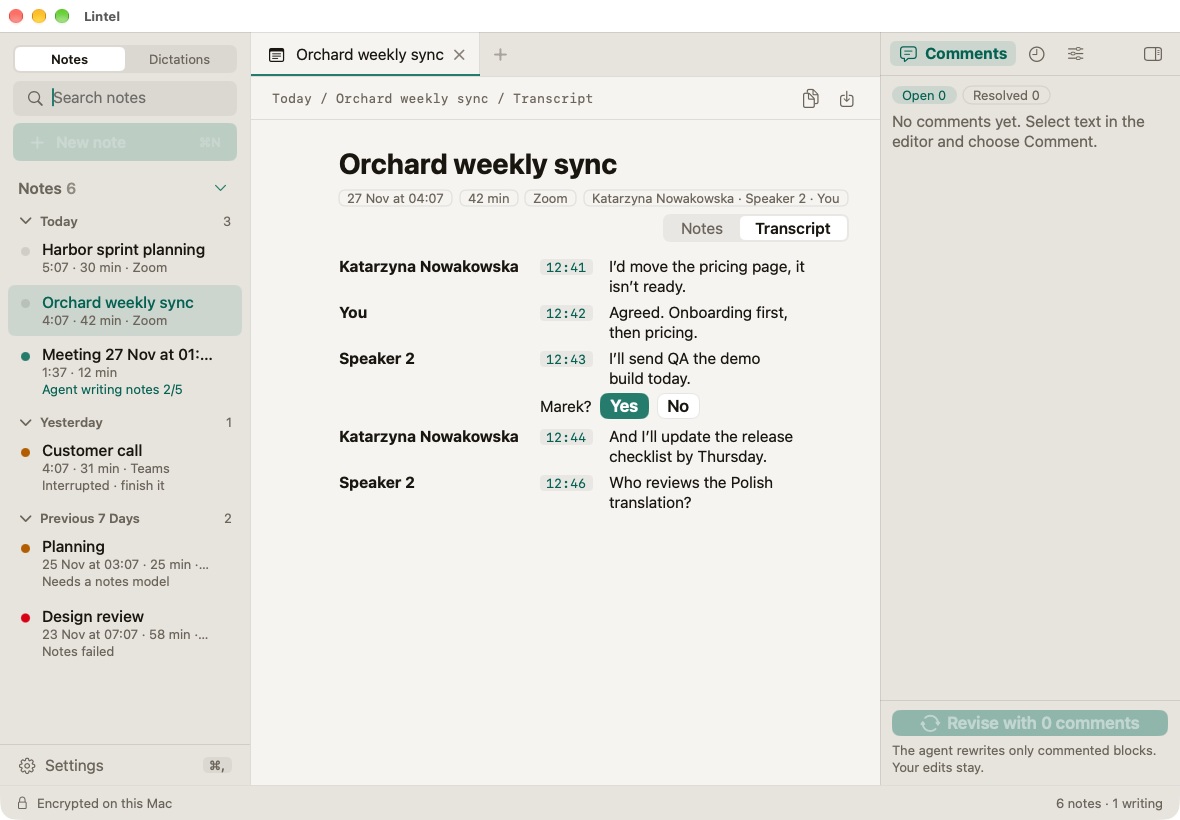 Lintel
Notes
Dictations
Search notes
New note
⌘N
Notes 6
Today
3
Harbor sprint planning
5:07 · 30 min · Zoom
Orchard weekly sync
4:07 · 42 min · Zoom
Meeting 27 Nov at 01:...
1:37 · 12 min
Agent writing notes 2/5
Yesterday
1
Customer call
4:07 · 31 min · Teams
Interrupted · finish it
Previous 7 Days
2
Planning
25 Nov at 03:07 · 25 min ·...
Needs a notes model
Design review
23 Nov at 07:07 · 58 min ·...
Notes failed
Settings
⌘,
Orchard weekly sync
Today / Orchard weekly sync / Transcript
Orchard weekly sync
27 Nov at 04:07
42 min
Zoom
Katarzyna Nowakowska · Speaker 2 · You
Notes
Transcript
Katarzyna Nowakowska 12:41 I’d move the pricing page, it
isn’t ready.
You 12:42 Agreed. Onboarding first,
then pricing.
Speaker 2 12:43 I’ll send QA the demo
build today.
Marek? Yes No
Katarzyna Nowakowska 12:44 And I’ll update the release
checklist by Thursday.
Speaker 2 12:46 Who reviews the Polish
translation?
Comments
Open 0
Resolved 0
No comments yet. Select text in the
editor and choose Comment.
Revise with 0 comments
The agent rewrites only commented blocks.
Your edits stay.
Encrypted on this Mac
6 notes · 1 writing